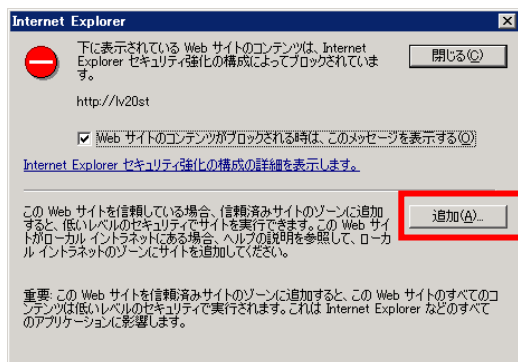 Internet Explorer
下に表示されている Web サイトのコンテンツは、Internet
Explorer セキュリティ強化の構成によってブロックされていま
す。
閉じる(C)
http://lv20st
Web サイトのコンテンツがブロックされる時は、このメッセージを表示する(O)
Internet Explorer セキュリティ強化の構成の詳細を表示します。
この Web サイトを信頼している場合、信頼済みサイトのゾーンに追加
すると、低いレベルのセキュリティでサイトを実行できます。この Web サイ
トがローカル イントラネットにある場合、ヘルプの説明を参照して、ローカ
ル イントラネットのゾーンにサイトを追加してください。
追加(A)...
重要: この Web サイトを信頼済みサイトのゾーンに追加すると、この Web サイトのすべてのコ
ンテンツは低いレベルのセキュリティで実行されます。これは Internet Explorer などのすべて
のアプリケーションに影響します。